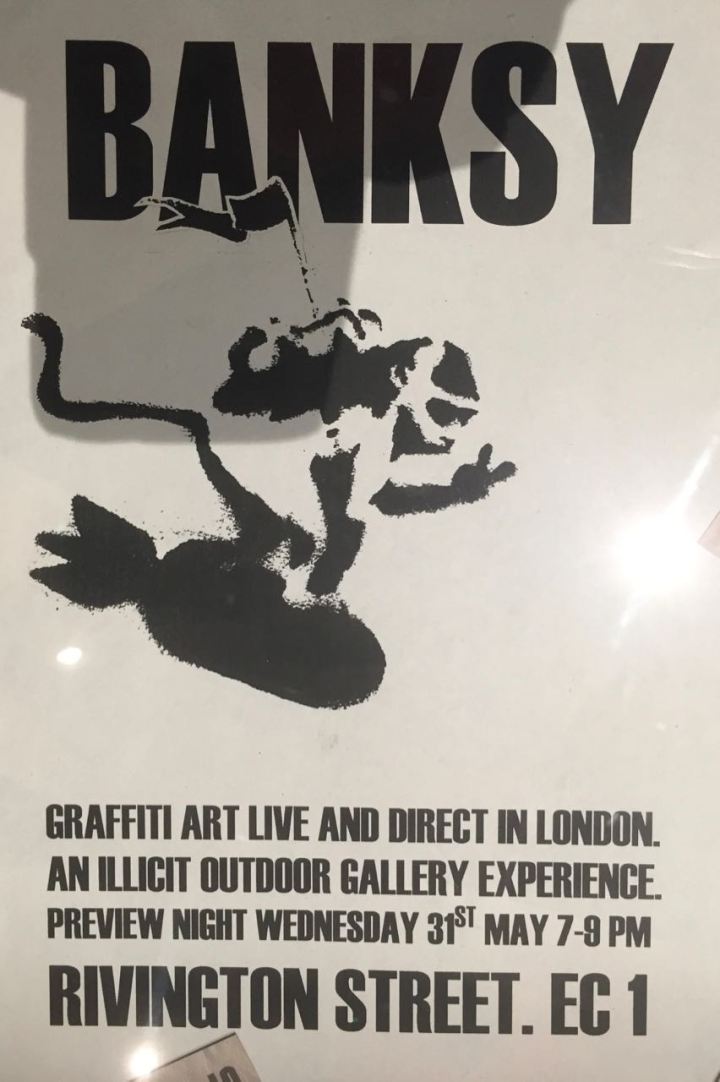 BANKSY
GRAFFITI ART LIVE AND DIRECT IN LONDON.
AN ILLICIT OUTDOOR GALLERY EXPERIENCE.
PREVIEW NIGHT WEDNESDAY 31ST MAY 7-9 PM
RIVINGTON STREET. EC 1